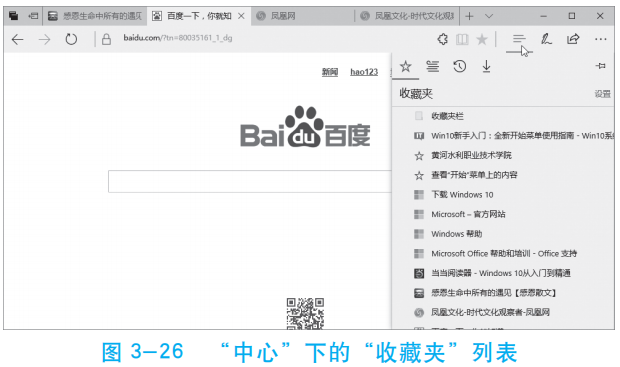 感恩生命中所有的遇见
百度一下，你就知
凤凰网
凤凰文化-时代文化观
baidu.com/?tn=80035161_1_dg
新闻 hao123
收藏夹 设置
Bai du 百度
收藏夹栏
Win10新手入门：全新开始菜单使用指南 - Win10系
黄河水利职业技术学院
查看“开始”菜单上的内容
下载 Windows 10
Microsoft – 官方网站
Windows 帮助
Microsoft Office 帮助和培训 - Office 支持
当当阅读器 - Windows 10从入门到精通
感恩生命中所有的遇见【感恩散文】
凤凰文化-时代文化观察者-凤凰网
图 3-26 “中心”下的“收藏夹”列表